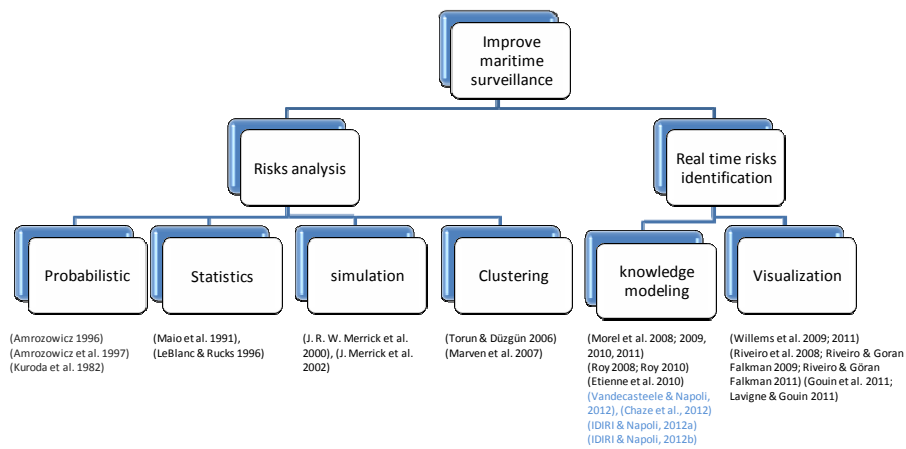 Improve
maritime
surveillance
Risks analysis
Real time risks
identification
Probabilistic
Statistics
simulation
Clustering
knowledge
modeling
Visualization
(Amrozowicz 1996)
(Amrozowicz et al. 1997)
(Kuroda et al. 1982)
(Maio et al. 1991),
(LeBlanc & Rucks 1996)
(J. R. W. Merrick et al.
2000), (J. Merrick et al.
2002)
(Torun & Düzgün 2006)
(Marven et al. 2007)
(Morel et al. 2008; 2009,
2010, 2011)
(Roy 2008; Roy 2010)
(Etienne et al. 2010)
(Vandecasteele & Napoli,
2012), (Chaze et al., 2012)
(IDIRI & Napoli, 2012a)
(IDIRI & Napoli, 2012b)
(Willems et al. 2009; 2011)
(Riveiro et al. 2008; Riveiro & Goran
Falkman 2009; Riveiro & Göran
Falkman 2011) (Gouin et al. 2011;
Lavigne & Gouin 2011)